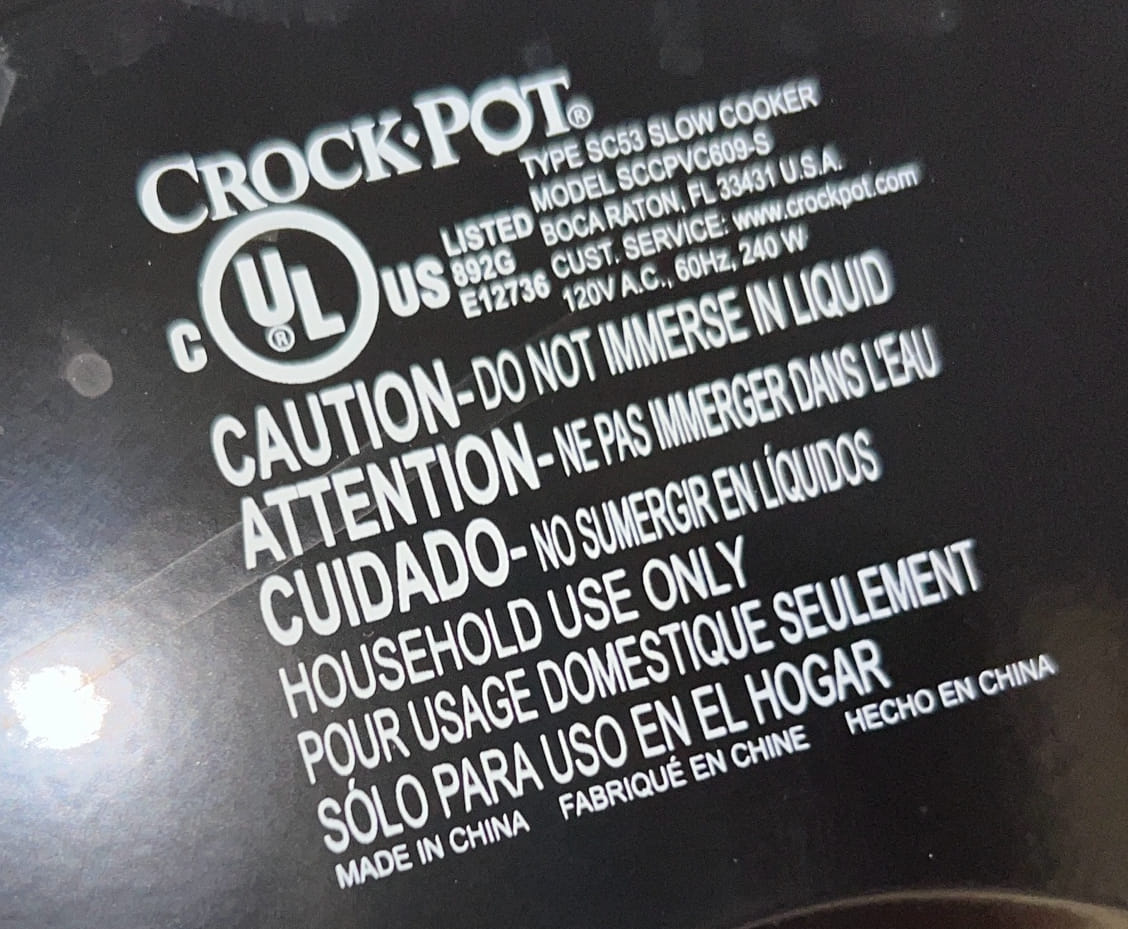 CROCK•POT®
TYPE SC53 SLOW COOKER
MODEL SCCPVC609-S
BOCA RATON, FL 33431 U.S.A.
CUST. SERVICE: www.crockpot.com
120V A.C., 60Hz, 240 W
C UL® US
LISTED
892G
E12736
CAUTION-DO NOT IMMERSE IN LIQUID
ATTENTION-NE PAS IMMERGER DANS L'EAU
CUIDADO-NO SUMERGIR EN LÍQUIDOS
HOUSEHOLD USE ONLY
POUR USAGE DOMESTIQUE SEULEMENT
SÓLO PARA USO EN EL HOGAR
MADE IN CHINA FABRIQUÉ EN CHINE HECHO EN CHINA